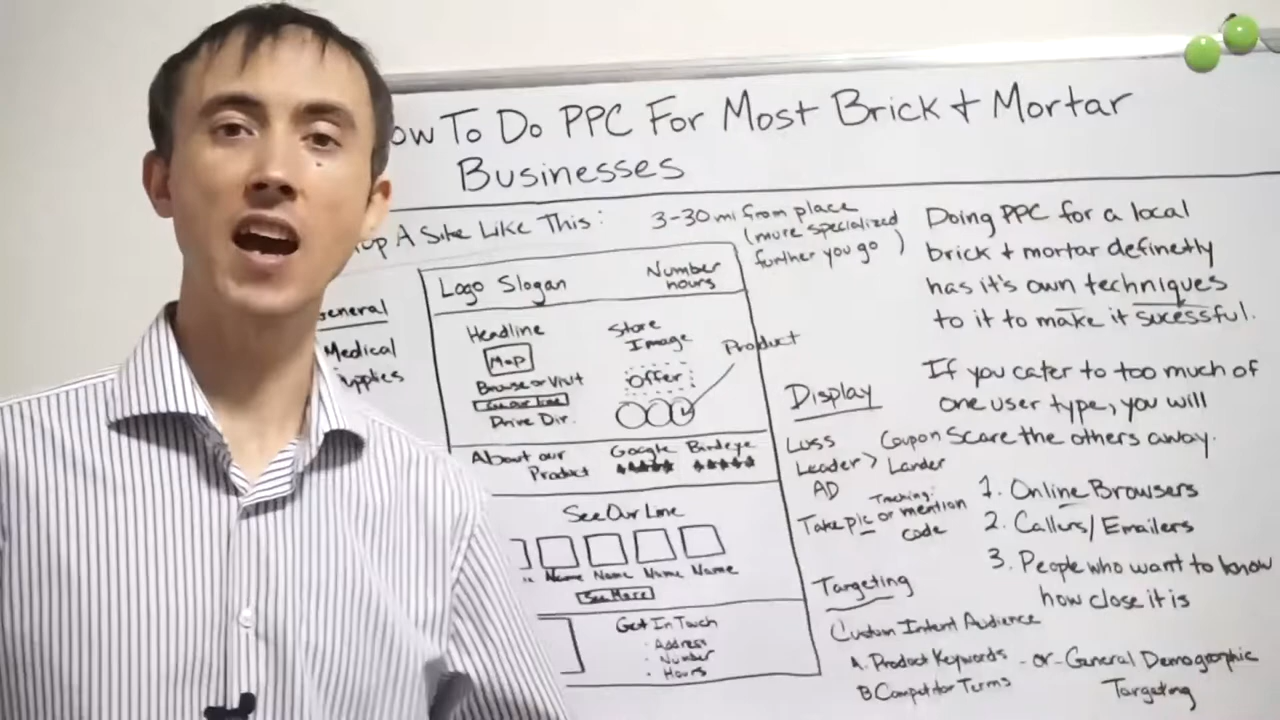 ow To Do PPC For Most Brick + Mortar
Businesses
up A Site Like This:
3-30 mi from place
(more specialized
further you go)
General
Medical
Supplies
Logo Slogan
Number
hours
Headline
Map
Browse or Visit
See Our Line
Drive Dir.
Store
Image
Offer
Product
About our
Product
Google Birdeye
See Our Line
Name Name Name Name
See More
Get In Touch
· Address
· Number
· Hours
Display
Loss
Leader > Coupon
Lander
AD
Tracking:
Take pic or mention
code
Targeting
Custom Intent Audience
A. Product Keywords - or - General Demographic
Targeting
B Competitor Terms
Doing PPC for a local
brick + mortar definetly
has it's own techniques
to it to make it sucessful.
If you cater to too much of
one user type, you will
scare the others away.
1. Online Browsers
2. Callers/Emailers
3. People who want to know
how close it is